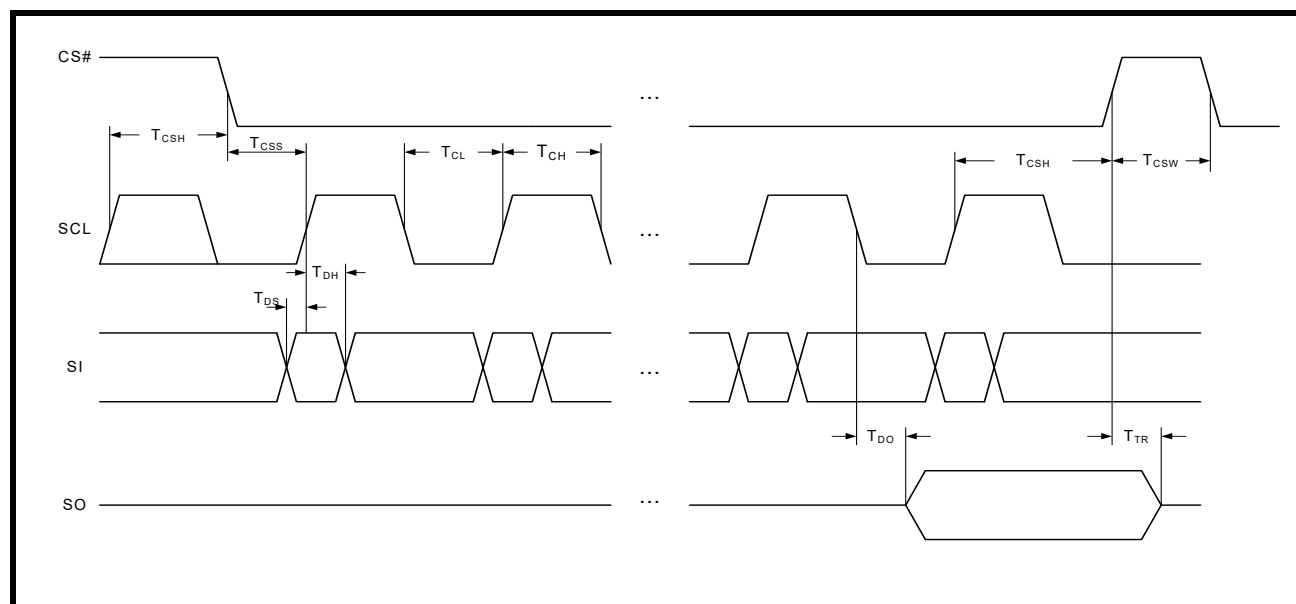 CS#
...
TCSH
TCSS
TCL
TCH
TCSH
TCSW
SCL
...
TDH
TDS
SI
...
TDO
TTR
SO
...